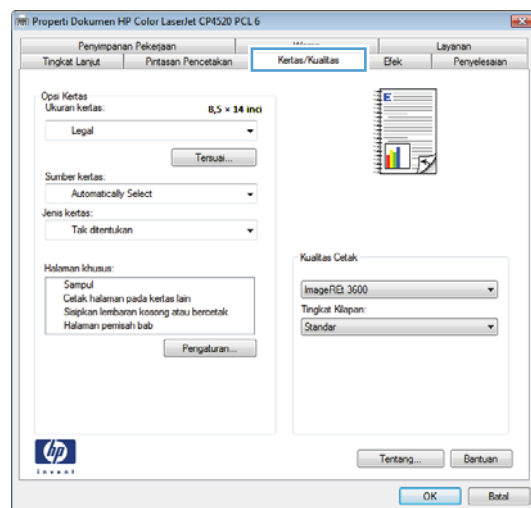 Properti Dokumen HP Color LaserJet CP4520 PCL 6
Penyimpanan Pekerjaan
Warna
Layanan
Tingkat Lanjut
Pintasan Pencetakan
Kertas/Kualitas
Efek
Penyelesaian
Opsi Kertas
Ukuran kertas:
8,5 × 14 inci
Legal
Tersuai...
Sumber kertas:
Automatically Select
Jenis kertas:
Tak ditentukan
Halaman khusus:
Sampul
Cetak halaman pada kertas lain
Sisipkan lembaran kosong atau bercetak
Halaman pemisah bab
Pengaturan...
E
Kualitas Cetak
ImageREt 3600
Tingkat Kilapan:
Standar
hp
invent
Tentang...
Bantuan
OK
Batal